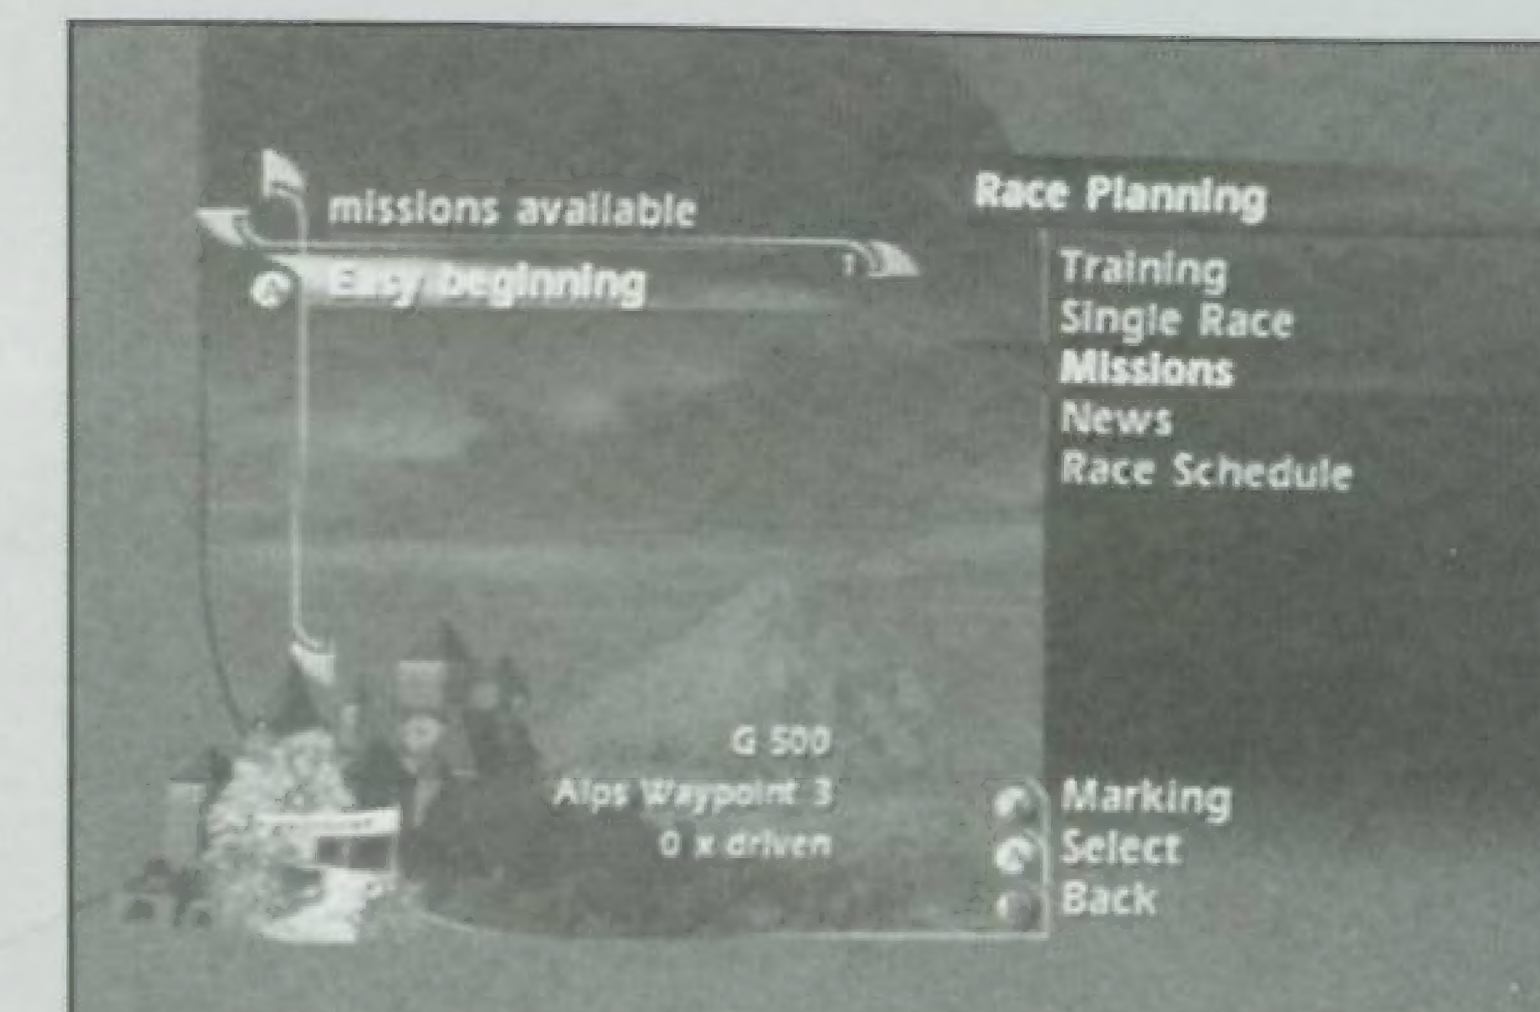 missions available
1
Easy beginning
G 500
Alps Waypoint 3
0 x driven
Race Planning
Training
Single Race
Missions
News
Race Schedule
Marking
Select
Back